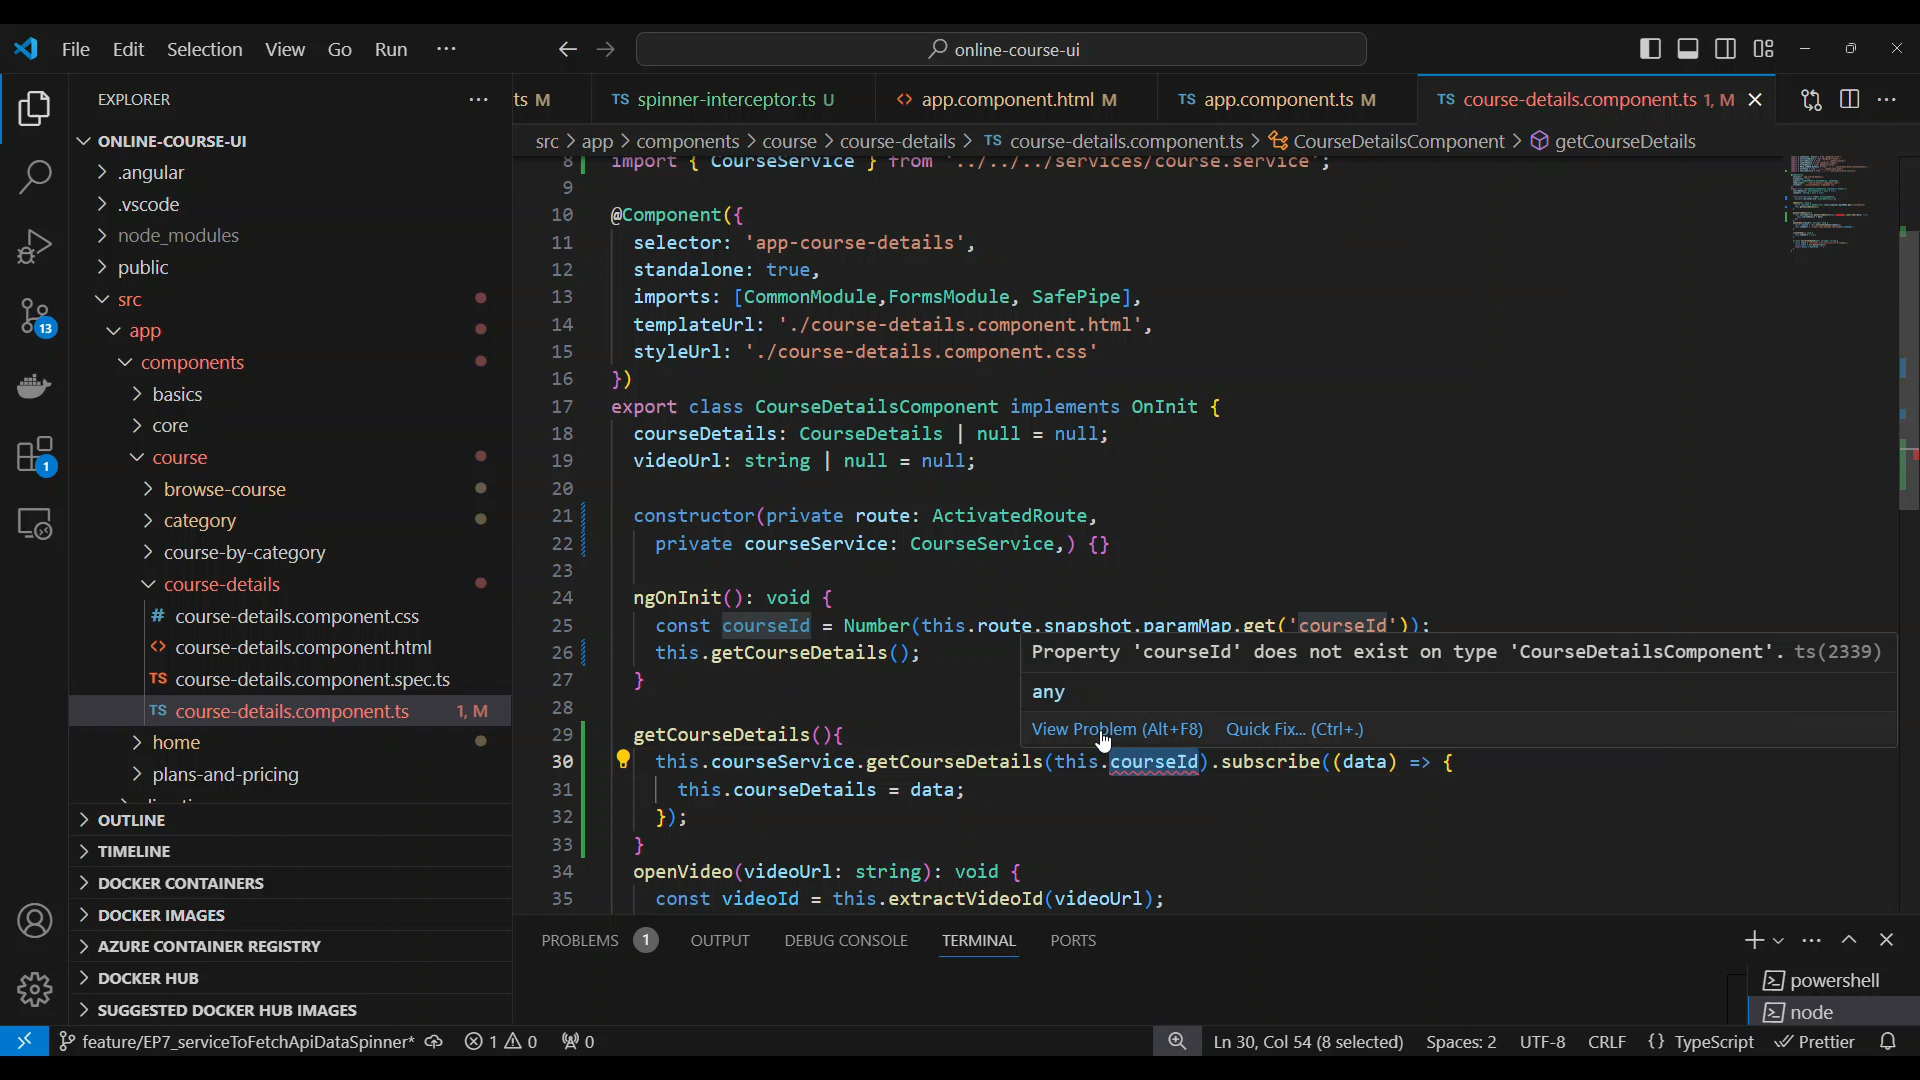 File Edit Selection View Go Run ···
online-course-ui
EXPLORER ···
ts M
TS spinner-interceptor.ts U
<> app.component.html M
TS app.component.ts M
TS course-details.component.ts 1, M
src > app > components > course > course-details > TS course-details.component.ts > CourseDetailsComponent > getCourseDetails
ONLINE-COURSE-UI
.angular
.vscode
node_modules
public
src
app
components
basics
core
course
browse-course
category
course-by-category
course-details
# course-details.component.css
<> course-details.component.html
TS course-details.component.spec.ts
TS course-details.component.ts 1, M
home
plans-and-pricing
OUTLINE
TIMELINE
DOCKER CONTAINERS
DOCKER IMAGES
AZURE CONTAINER REGISTRY
DOCKER HUB
SUGGESTED DOCKER HUB IMAGES
13
1
8 import { CourseService } from '../../../services/course.service';
9
10 @Component({
11 selector: 'app-course-details',
12 standalone: true,
13 imports: [CommonModule,FormsModule, SafePipe],
14 templateUrl: './course-details.component.html',
15 styleUrl: './course-details.component.css'
16 })
17 export class CourseDetailsComponent implements OnInit {
18 courseDetails: CourseDetails | null = null;
19 videoUrl: string | null = null;
20
21 constructor(private route: ActivatedRoute,
22 private courseService: CourseService,) {}
23
24 ngOnInit(): void {
25 const courseId = Number(this.route.snapshot.paramMap.get('courseId'));
26 this.getCourseDetails();
27 }
28
29 getCourseDetails(){
30 this.courseService.getCourseDetails(this.courseId).subscribe((data) => {
31 this.courseDetails = data;
32 });
33 }
34 openVideo(videoUrl: string): void {
35 const videoId = this.extractVideoId(videoUrl);
Property 'courseId' does not exist on type 'CourseDetailsComponent'. ts(2339)
any
View Problem (Alt+F8) Quick Fix... (Ctrl+.)
PROBLEMS 1 OUTPUT DEBUG CONSOLE TERMINAL PORTS
powershell
node
feature/EP7_serviceToFetchApiDataSpinner* 1 0 0
Ln 30, Col 54 (8 selected) Spaces: 2 UTF-8 CRLF {} TypeScript Prettier